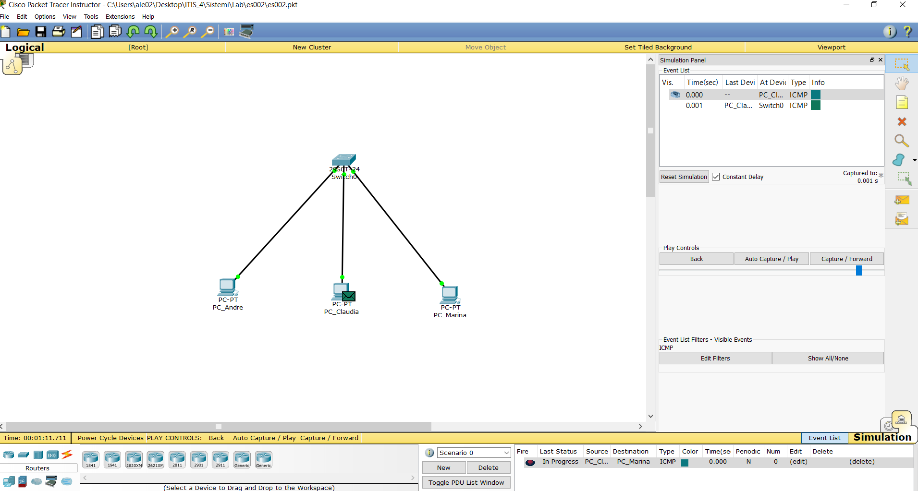 Cisco Packet Tracer Instructor - C:\Users\ale02\Desktop\ITIS_4\Sistemi\Lab\es002\es002.pkt
File Edit Options View Tools Extensions Help
Logical [Root] New Cluster Move Object Set Tiled Background Viewport
Simulation Panel
Event List
Vis. Time(sec) Last Devi At Devi Type Info
0.000 -- PC_Cl... ICMP
0.001 PC_Cla... Switch0 ICMP
Reset Simulation Constant Delay Captured to:
0.001 s
Play Controls
Back Auto Capture / Play Capture / Forward
Event List Filters - Visible Events
ICMP
Edit Filters Show All/None
Switch0
PC-PT
PC_Andre
PC-PT
PC_Claudia
PC-PT
PC_Marina
Time: 00:01:11.711 Power Cycle Devices PLAY CONTROLS: Back Auto Capture / Play Capture / Forward Event List Simulation
Routers
1841 1941 2620XM 2621XM 2811 2901 2911 Generic Generic
(Select a Device to Drag and Drop to the Workspace)
Scenario 0
New Delete
Toggle PDU List Window
Fire Last Status Source Destination Type Color Time(se Periodic Num Edit Delete
In Progress PC_Cl... PC_Marina ICMP 0.000 N 0 (edit) (delete)